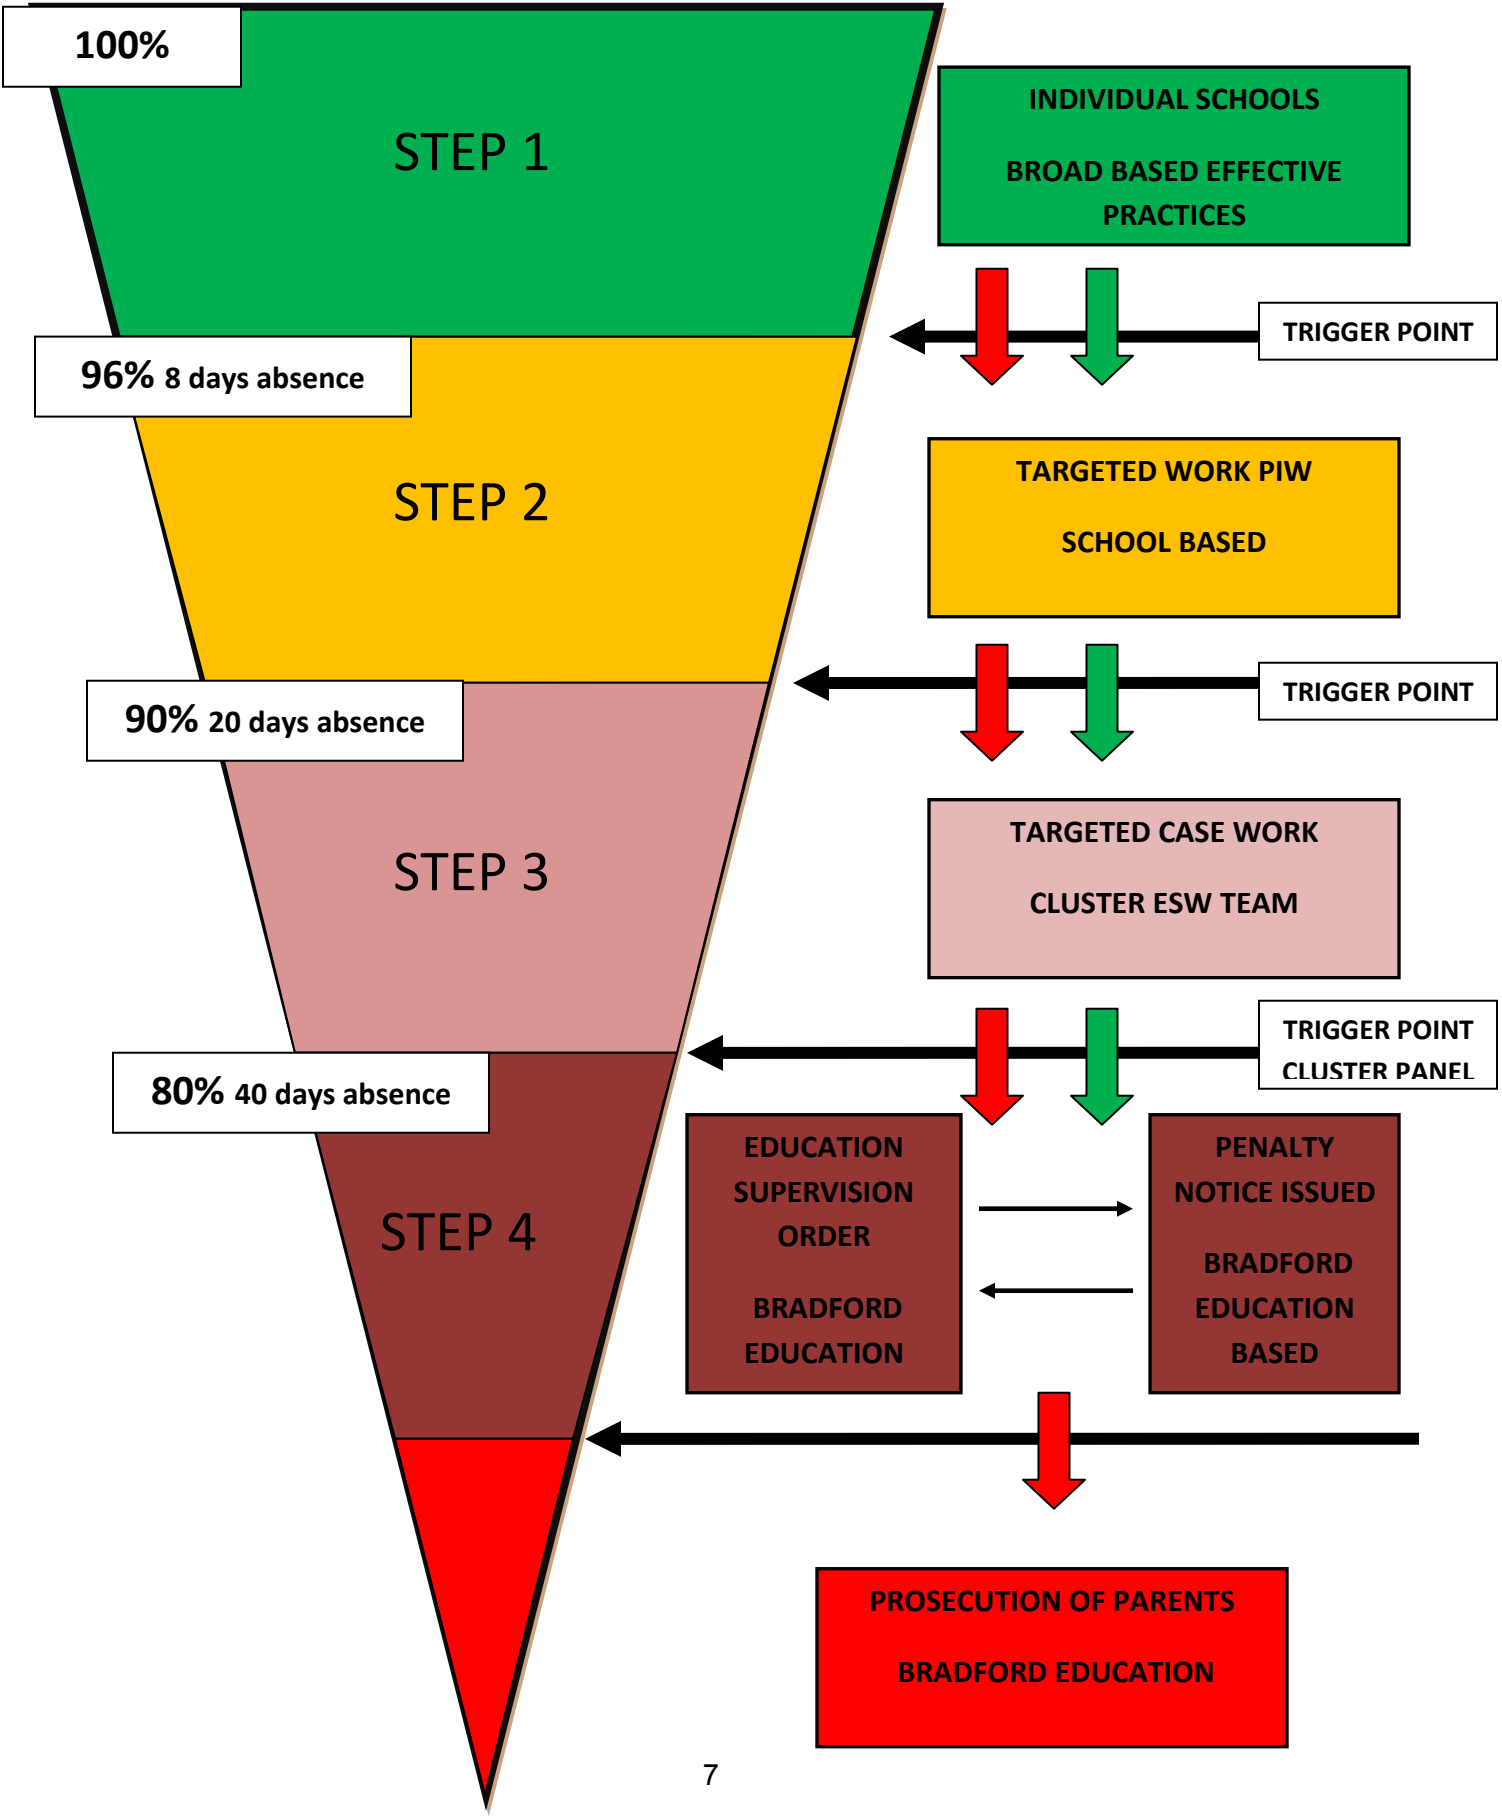 100%
STEP 1
INDIVIDUAL SCHOOLS
BROAD BASED EFFECTIVE
PRACTICES
TRIGGER POINT
96% 8 days absence
STEP 2
TARGETED WORK PIW
SCHOOL BASED
TRIGGER POINT
90% 20 days absence
STEP 3
TARGETED CASE WORK
CLUSTER ESW TEAM
TRIGGER POINT
CLUSTER PANEL
80% 40 days absence
STEP 4
EDUCATION
SUPERVISION
ORDER
BRADFORD
EDUCATION
PENALTY
NOTICE ISSUED
BRADFORD
EDUCATION
BASED
PROSECUTION OF PARENTS
BRADFORD EDUCATION
7